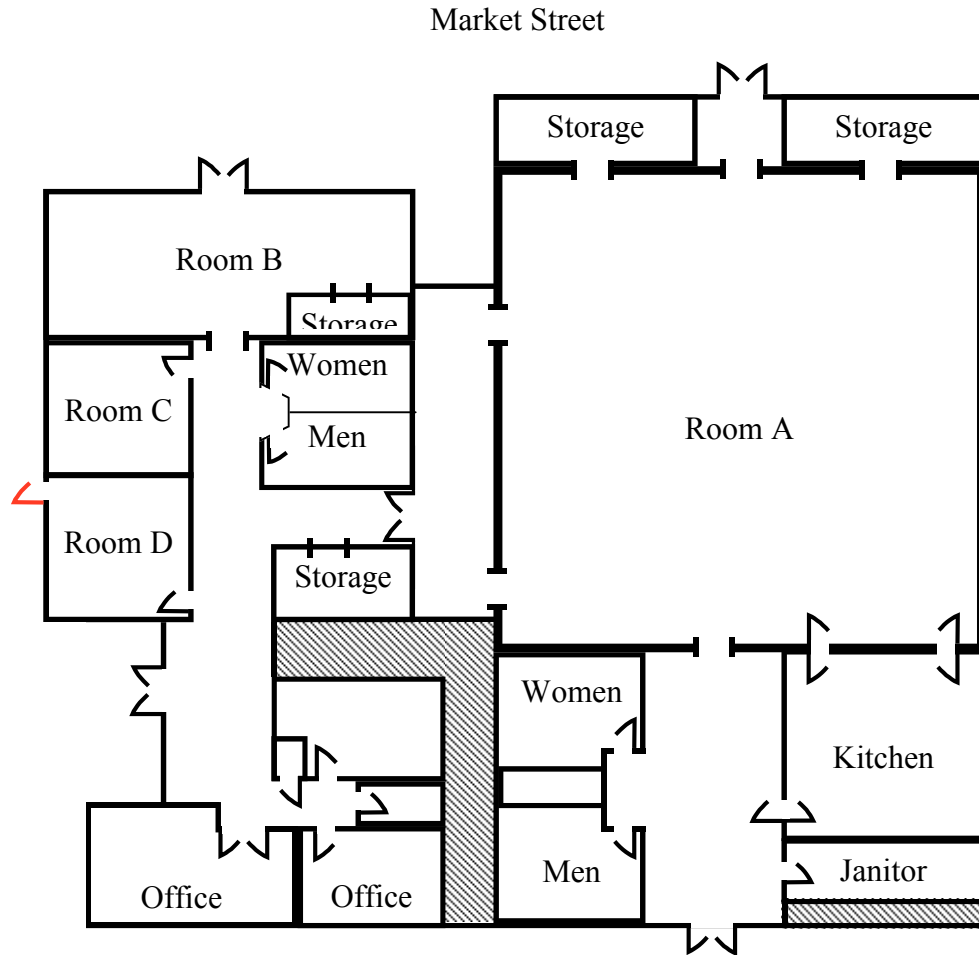 Market Street
Storage
Storage
Room B
Storage
Women
Room C
Men
Room A
Room D
Storage
Women
Kitchen
Men
Janitor
Office
Office